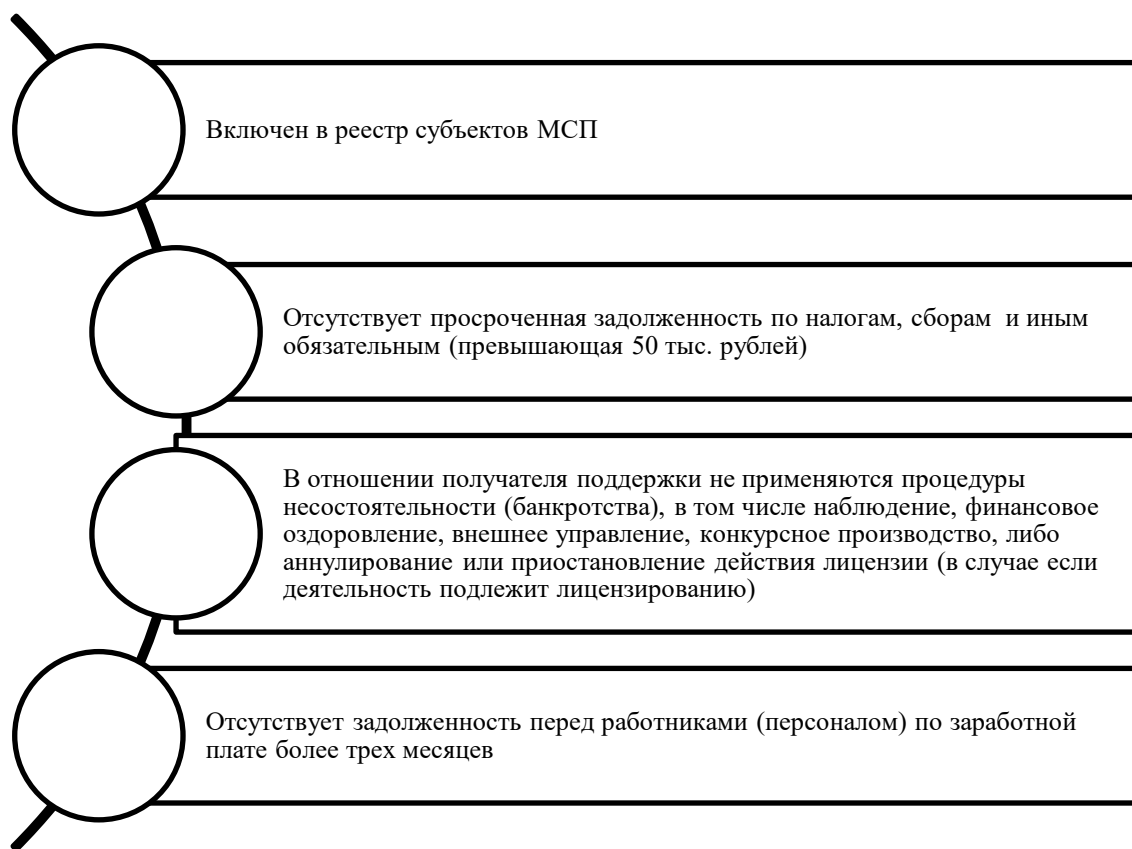 Включен в реестр субъектов МСП
Отсутствует просроченная задолженность по налогам, сборам  и иным
обязательным (превышающая 50 тыс. рублей)
В отношении получателя поддержки не применяются процедуры
несостоятельности (банкротства), в том числе наблюдение, финансовое
оздоровление, внешнее управление, конкурсное производство, либо
аннулирование или приостановление действия лицензии (в случае если
деятельность подлежит лицензированию)
Отсутствует задолженность перед работниками (персоналом) по заработной
плате более трех месяцев